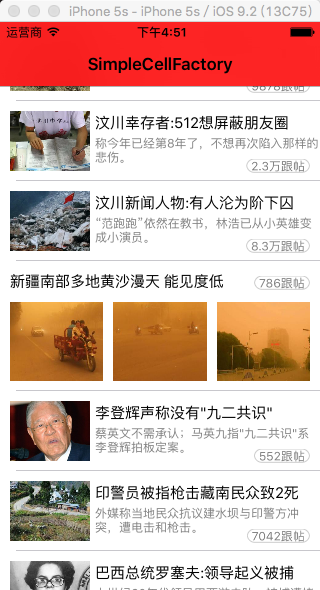 iPhone 5s - iPhone 5s / iOS 9.2 (13C75)
运营商 下午4:51
SimpleCellFactory
9878跟帖
汶川幸存者:512想屏蔽朋友圈
称今年已经第8年了，不想再次陷入那样的
悲伤。
2.3万跟帖
汶川新闻人物:有人沦为阶下囚
“范跑跑”依然在教书，林浩已从小英雄变
成小演员。
8.3万跟帖
新疆南部多地黄沙漫天 能见度低
786跟帖
李登辉声称没有"九二共识"
蔡英文不需承认；马英九指"九二共识"系
李登辉拍板定案。
552跟帖
印警员被指枪击藏南民众致2死
外媒称当地民众抗议建水坝与印警方冲
突，遭电击和枪击。
7042跟帖
巴西总统罗塞夫:领导起义被捕